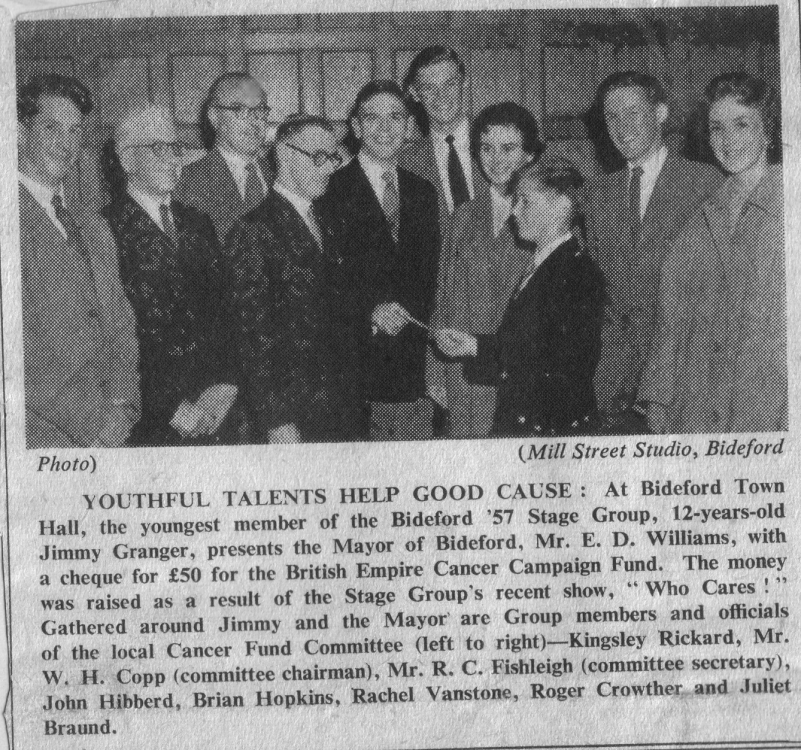 Photo) (Mill Street Studio, Bideford
YOUTHFUL TALENTS HELP GOOD CAUSE : At Bideford Town
Hall, the youngest member of the Bideford '57 Stage Group, 12-years-old
Jimmy Granger, presents the Mayor of Bideford, Mr. E. D. Williams, with
a cheque for £50 for the British Empire Cancer Campaign Fund. The money
was raised as a result of the Stage Group's recent show, “ Who Cares ! ”
Gathered around Jimmy and the Mayor are Group members and officials
of the local Cancer Fund Committee (left to right)—Kingsley Rickard, Mr.
W. H. Copp (committee chairman), Mr. R. C. Fishleigh (committee secretary),
John Hibberd, Brian Hopkins, Rachel Vanstone, Roger Crowther and Juliet
Braund.